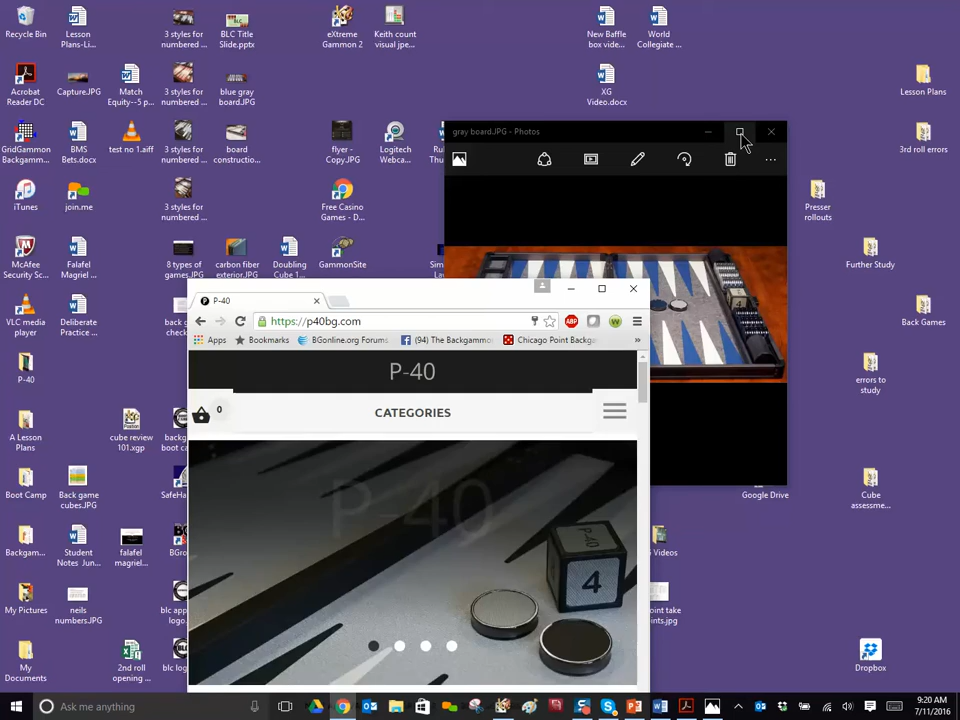 Recycle Bin
Lesson Plans-Li...
3 styles for numbered ...
BLC Title Slide.pptx
eXtreme Gammon 2
Keith count visual jpe...
New Baffle box vide...
World Collegiate ...
Acrobat Reader DC
Capture.JPG
Match Equity--5 p...
3 styles for numbered ...
blue gray board.JPG
XG Video.docx
Lesson Plans
gray board.JPG - Photos
GridGammon Backgamm...
BMS Bets.docx
test no 1.aiff
3 styles for numbered ...
board constructio...
flyer - Copy.JPG
Logitech Webca...
3rd roll errors
iTunes
join.me
3 styles for numbered ...
Free Casino Games - D...
Presser rollouts
McAfee Security Sc...
Falafel Magriel ...
8 types of games.JPG
carbon fiber exterior.JPG
Doubling Cube 1...
GammonSite
Further Study
P-40
VLC media player
Deliberate Practice ...
https://p40bg.com
ABP
Back Games
Apps
Bookmarks
BGonline.org Forums
(94) The Backgammo
Chicago Point Backga
»
P-40
P-40
errors to study
0
CATEGORIES
A Lesson Plans
cube review 101.xgp
P-40
P-40
4
Boot Camp
Back game cubes.JPG
Google Drive
Cube assessme...
Backgam...
Student Notes Jun...
falafel magriel...
My Pictures
neils numbers.JPG
My Documents
2nd roll opening ...
Dropbox
Ask me anything
9:20 AM
7/11/2016